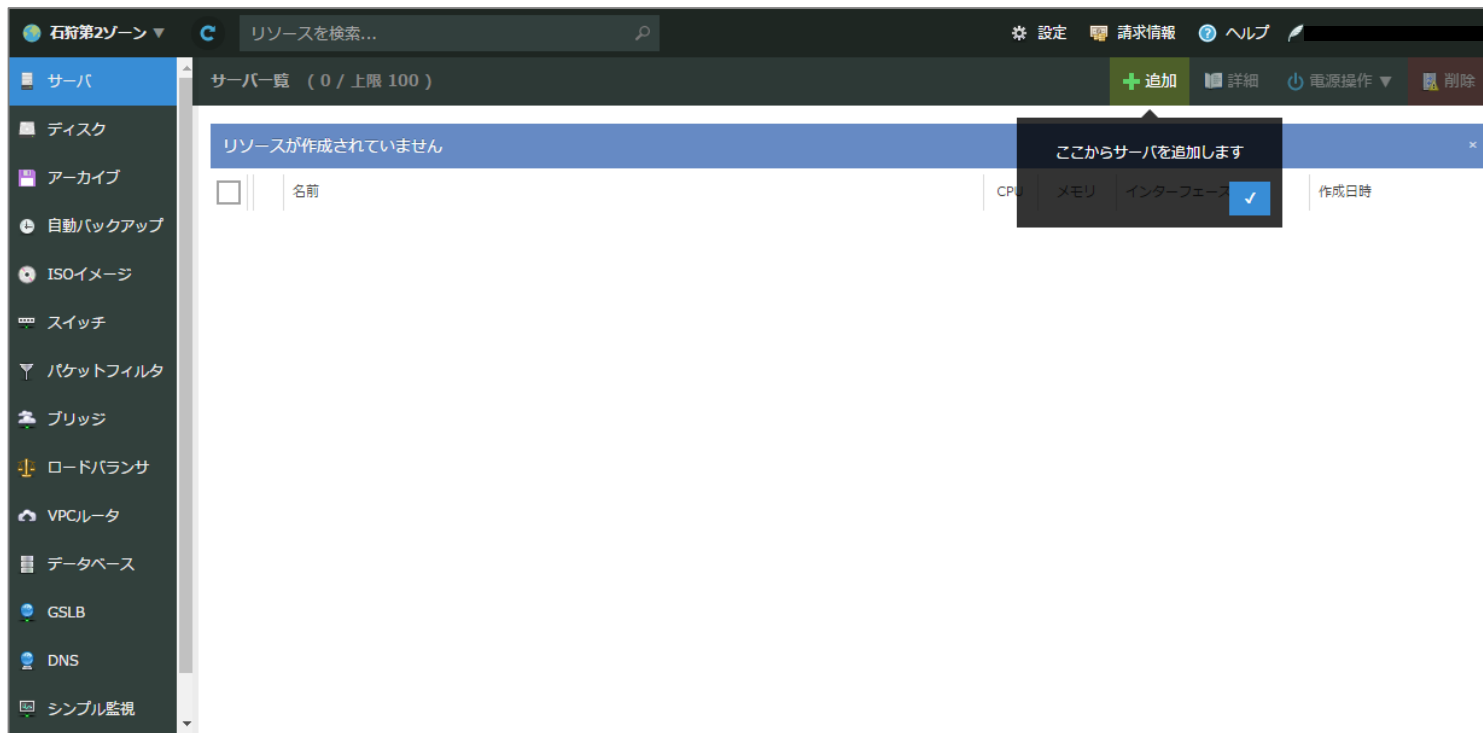 石狩第2ゾーン ▼ リソースを検索... 設定 請求情報 ヘルプ
サーバ
サーバ一覧 ( 0 / 上限 100 ) 追加 詳細 電源操作 ▼ 削除
ディスク
アーカイブ
自動バックアップ
ISOイメージ
スイッチ
パケットフィルタ
ブリッジ
ロードバランサ
VPCルータ
データベース
GSLB
DNS
シンプル監視
リソースが作成されていません ×
ここからサーバを追加します
名前 CPU メモリ インターフェース 作成日時